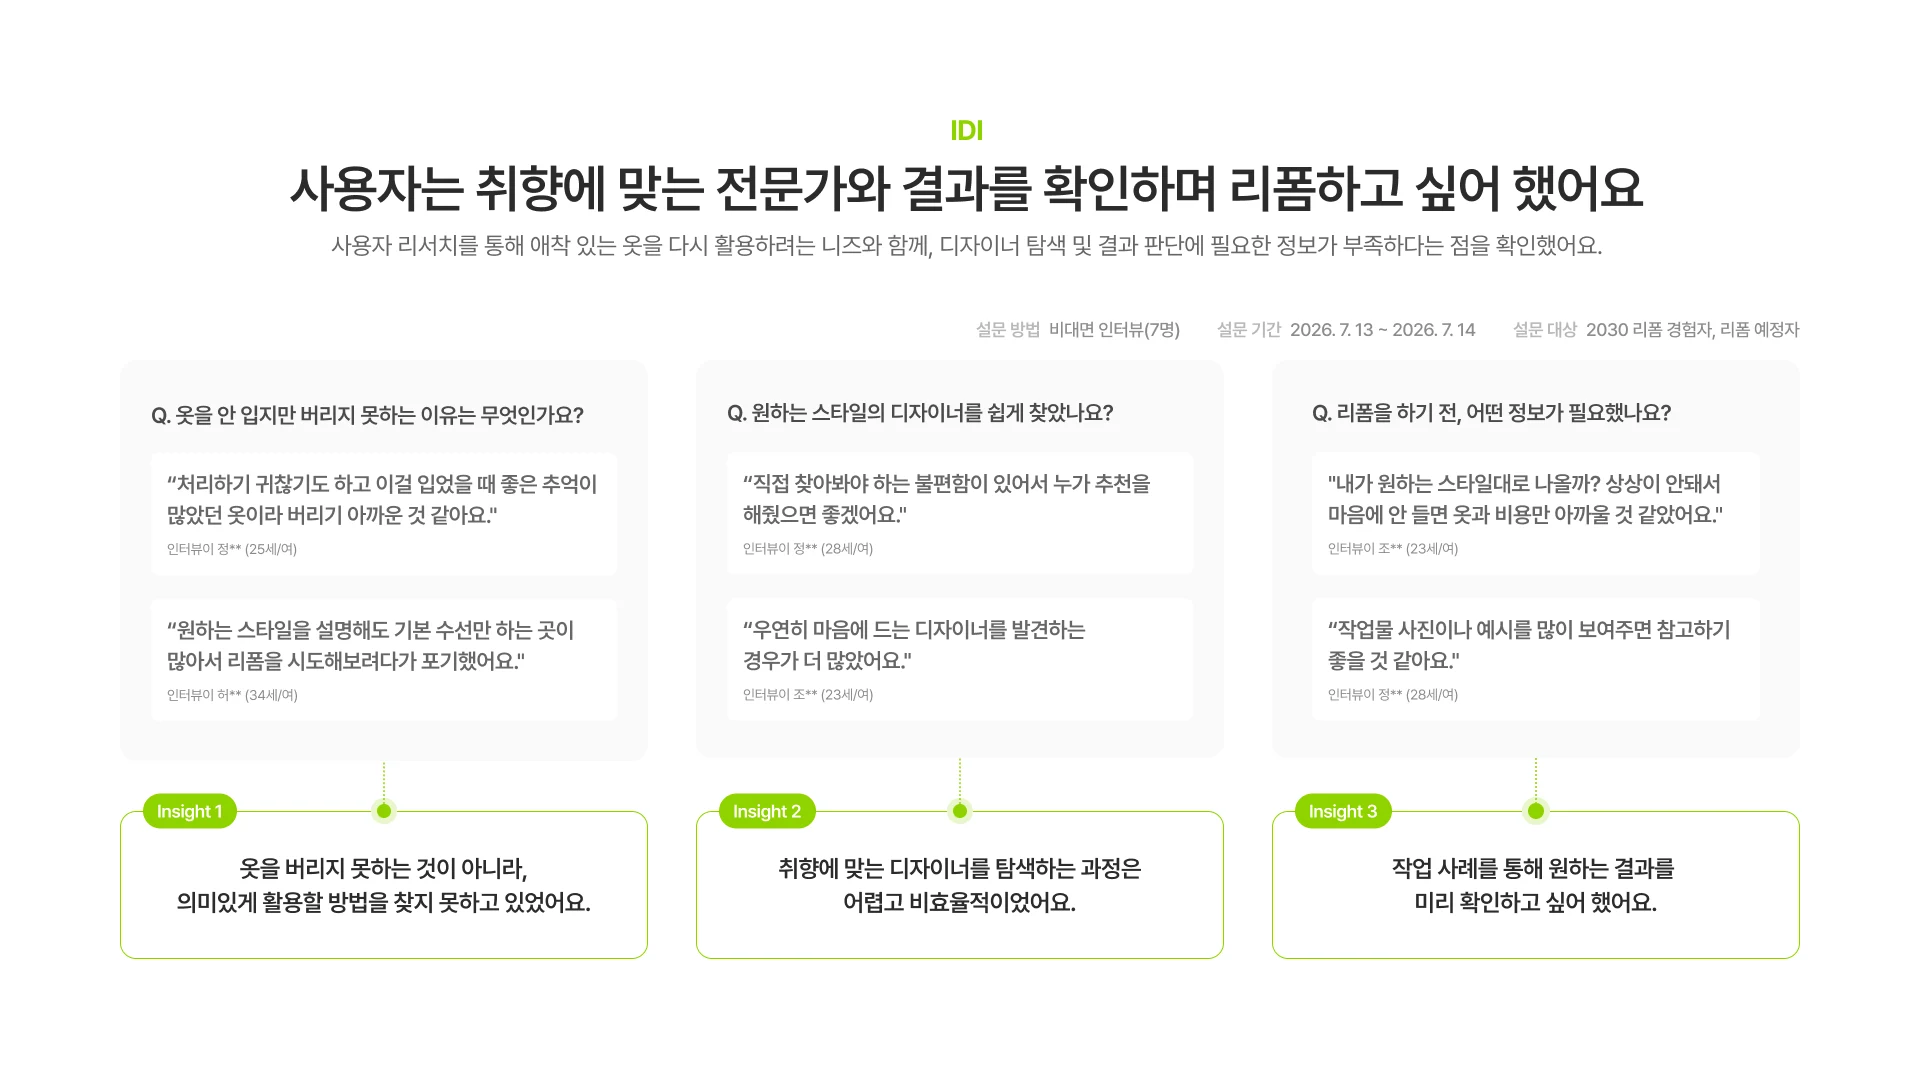 IDI
사용자는 취향에 맞는 전문가와 결과를 확인하며 리폼하고 싶어 했어요
사용자 리서치를 통해 애착 있는 옷을 다시 활용하려는 니즈와 함께, 디자이너 탐색 및 결과 판단에 필요한 정보가 부족하다는 점을 확인했어요.
설문 방법 비대면 인터뷰(7명) 설문 기간 2026. 7. 13 ~ 2026. 7. 14 설문 대상 2030 리폼 경험자, 리폼 예정자
Q. 옷을 안 입지만 버리지 못하는 이유는 무엇인가요?
“처리하기 귀찮기도 하고 이걸 입었을 때 좋은 추억이
많았던 옷이라 버리기 아까운 것 같아요."
인터뷰이 정** (25세/여)
“원하는 스타일을 설명해도 기본 수선만 하는 곳이
많아서 리폼을 시도해보려다가 포기했어요."
인터뷰이 허** (34세/여)
Insight 1
옷을 버리지 못하는 것이 아니라,
의미있게 활용할 방법을 찾지 못하고 있었어요.
Q. 원하는 스타일의 디자이너를 쉽게 찾았나요?
“직접 찾아봐야 하는 불편함이 있어서 누가 추천을
해줬으면 좋겠어요."
인터뷰이 정** (28세/여)
“우연히 마음에 드는 디자이너를 발견하는
경우가 더 많았어요."
인터뷰이 조** (23세/여)
Insight 2
취향에 맞는 디자이너를 탐색하는 과정은
어렵고 비효율적이었어요.
Q. 리폼을 하기 전, 어떤 정보가 필요했나요?
"내가 원하는 스타일대로 나올까? 상상이 안돼서
마음에 안 들면 옷과 비용만 아까울 것 같았어요."
인터뷰이 조** (23세/여)
“작업물 사진이나 예시를 많이 보여주면 참고하기
좋을 것 같아요."
인터뷰이 정** (28세/여)
Insight 3
작업 사례를 통해 원하는 결과를
미리 확인하고 싶어 했어요.